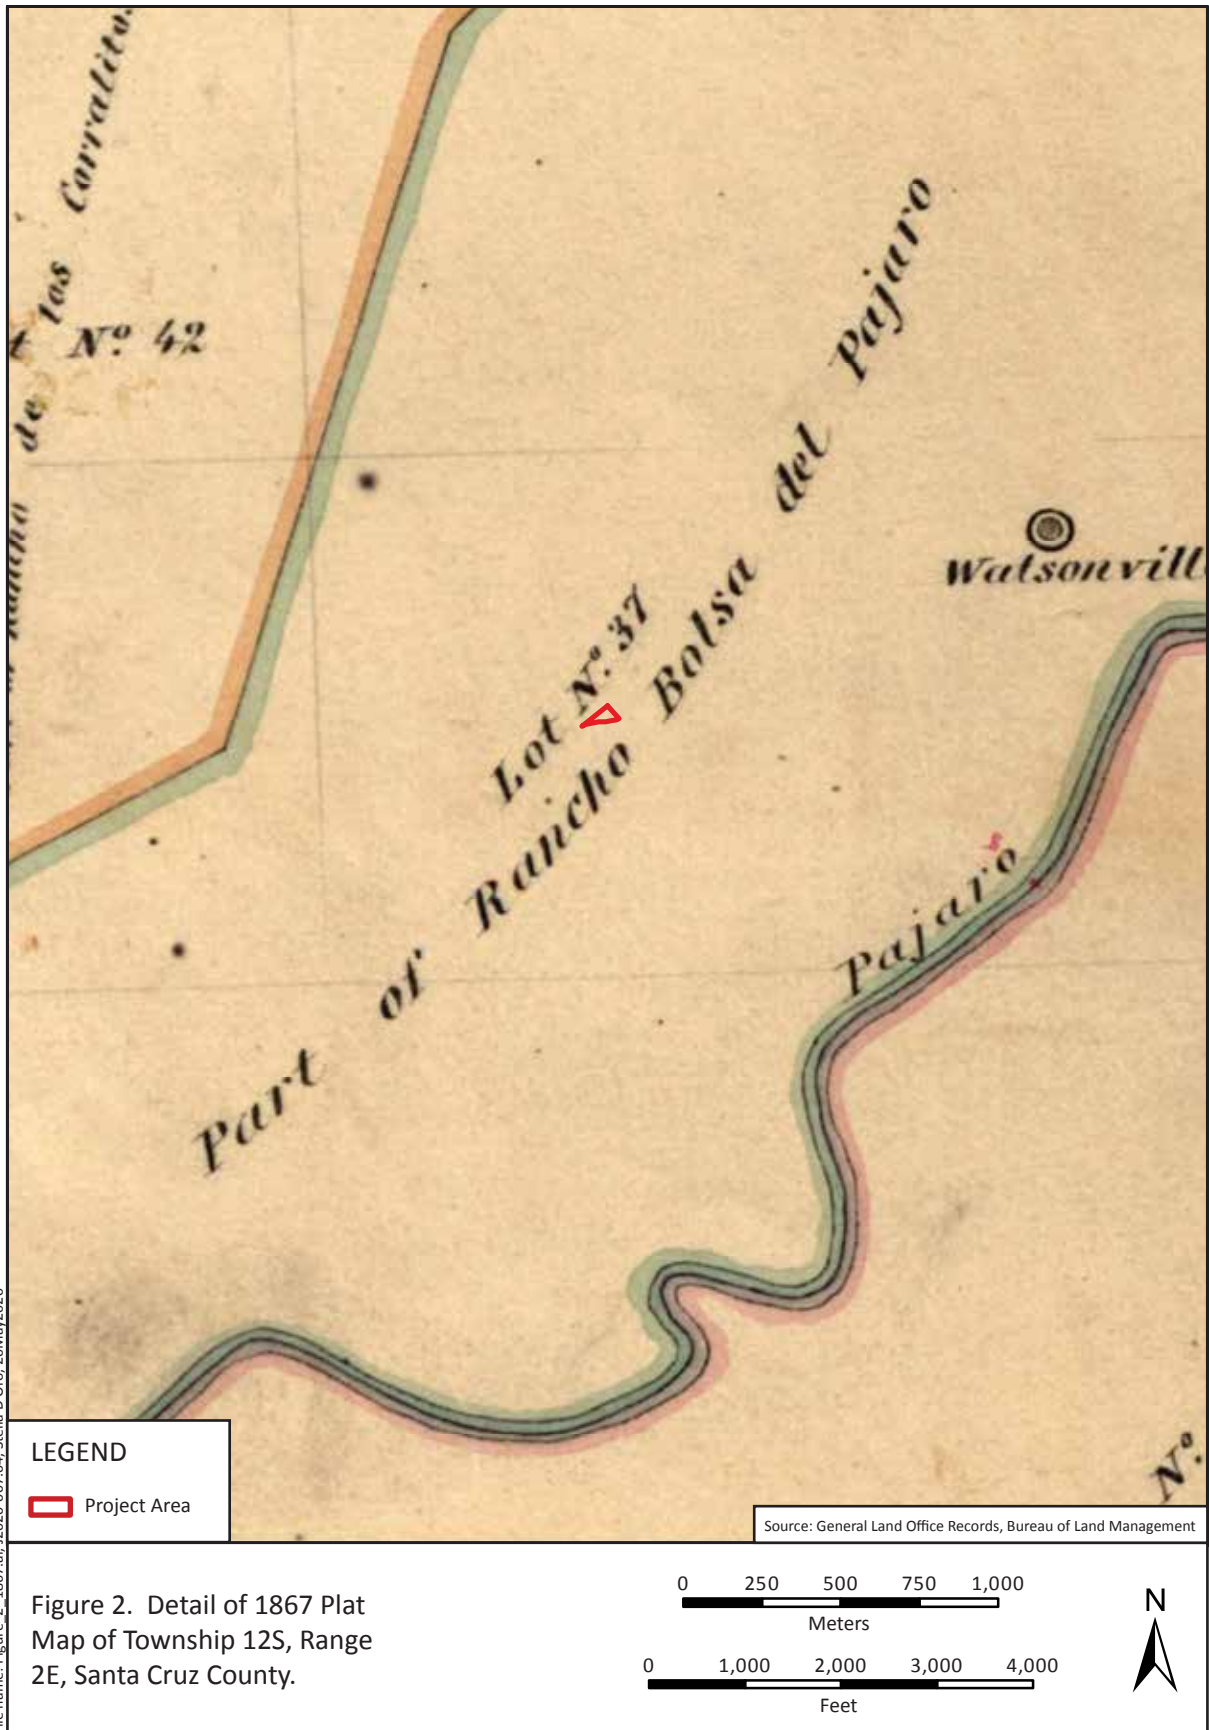 Corralitos
los
t Nº. 42
de
Rancho
Lot Nº. 37
Part of Rancho Bolsa del Pajaro
Watsonvill
Pajaro
Nº.
LEGEND
Project Area
Source: General Land Office Records, Bureau of Land Management
Figure 2. Detail of 1867 Plat
Map of Township 12S, Range
2E, Santa Cruz County.
0 250 500 750 1,000
Meters
0 1,000 2,000 3,000 4,000
Feet
N